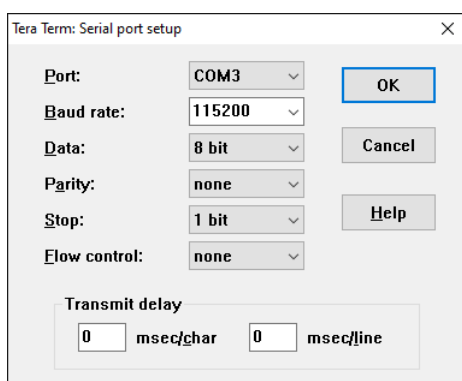 Tera Term: Serial port setup
Port: COM3
OK
Baud rate: 115200
Data: 8 bit
Cancel
Parity: none
Stop: 1 bit
Help
Flow control: none
Transmit delay
0 msec/char 0 msec/line